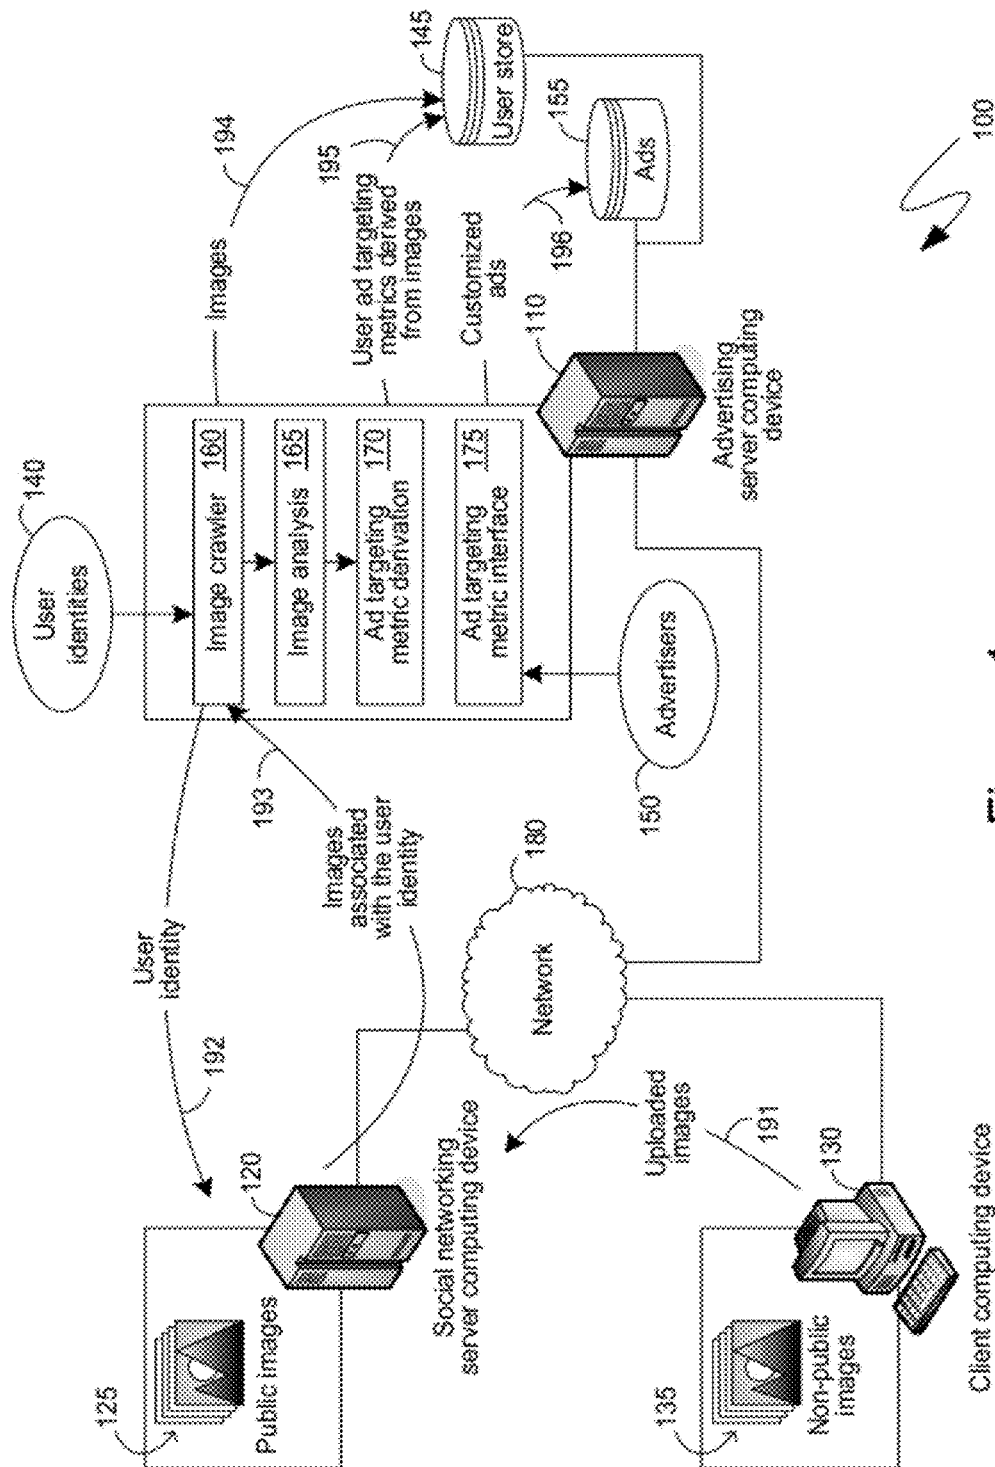 125
Public images
120
Social networking
server computing device
192
User
identity
Images
associated
with the user
identity
193
140
User
identities
Image crawler 160
Image analysis 165
Ad targeting
metric derivation 170
Ad targeting
metric interface 175
Images
194
User ad targeting
metrics derived
from images
195
145
User store
Customized
ads
196
155
Ads
110
Advertising
server computing
device
150
Advertisers
180
Network
Uploaded
images
191
135
Non-public
images
130
Client computing device
100